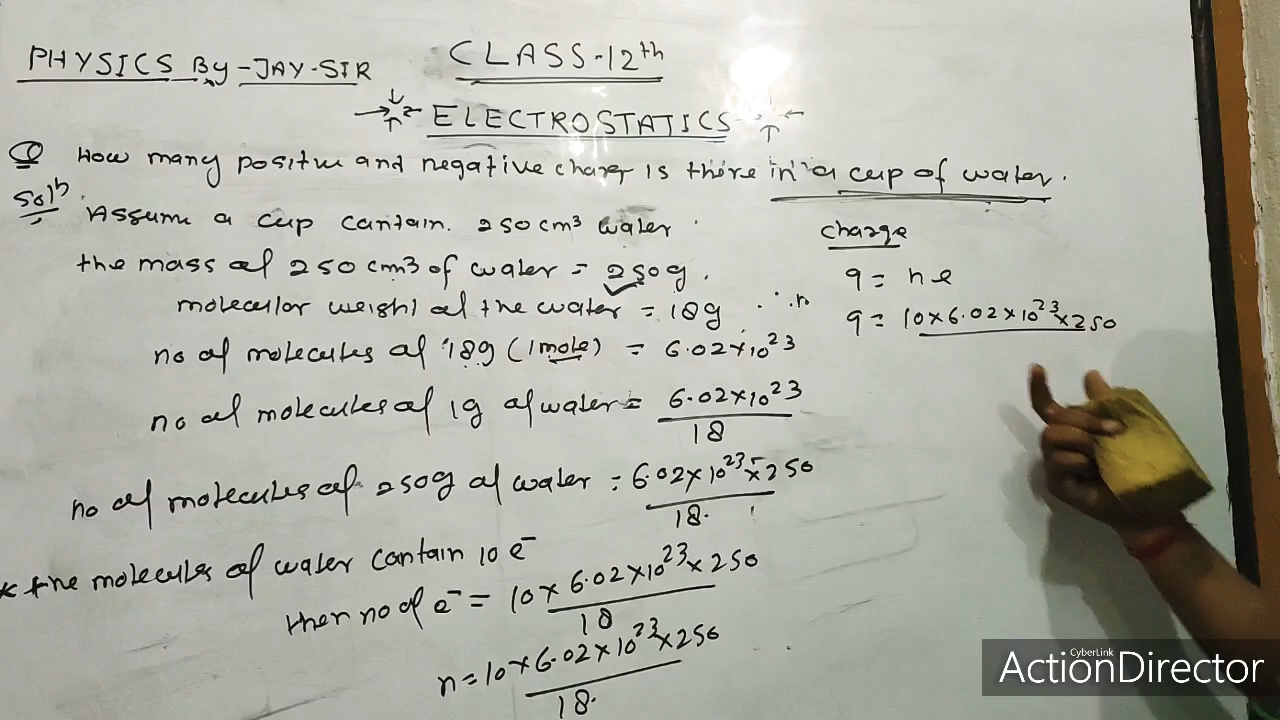 PHYSICS By-JAY-SIR
CLASS-12th
ELECTROSTATICS
Q How many positive and negative charge is there in a cup of water.
Solⁿ
Assume a cup contain. 250 cm³ water
the mass of 250 cm³ of water = 250g.
molecular weight of the water = 18g
no of molecules of 18g (1 mole) = 6.02×10²³
no of molecules of 1g of water = 6.02×10²³
18
no of molecules of 250g of water = 6.02×10²³×250
18.
* the molecules of water contain 10 e⁻
then no of e⁻ = 10×6.02×10²³×250
18
n=10×6.02×10²³×250
18.
charge
q = ne
q = 10×6.02×10²³×250
CyberLink
ActionDirector